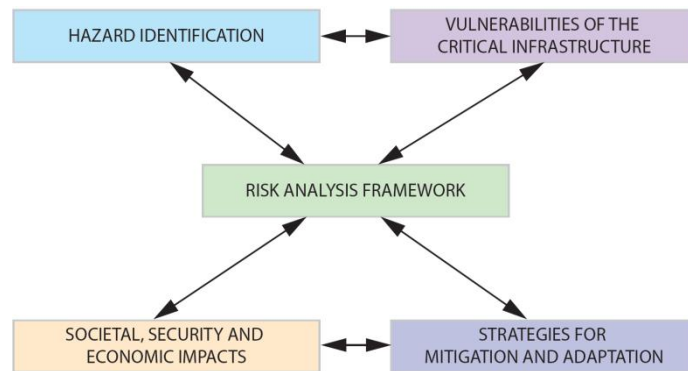 HAZARD IDENTIFICATION
VULNERABILITIES OF THE
CRITICAL INFRASTRUCTURE
RISK ANALYSIS FRAMEWORK
SOCIETAL, SECURITY AND
ECONOMIC IMPACTS
STRATEGIES FOR
MITIGATION AND ADAPTATION